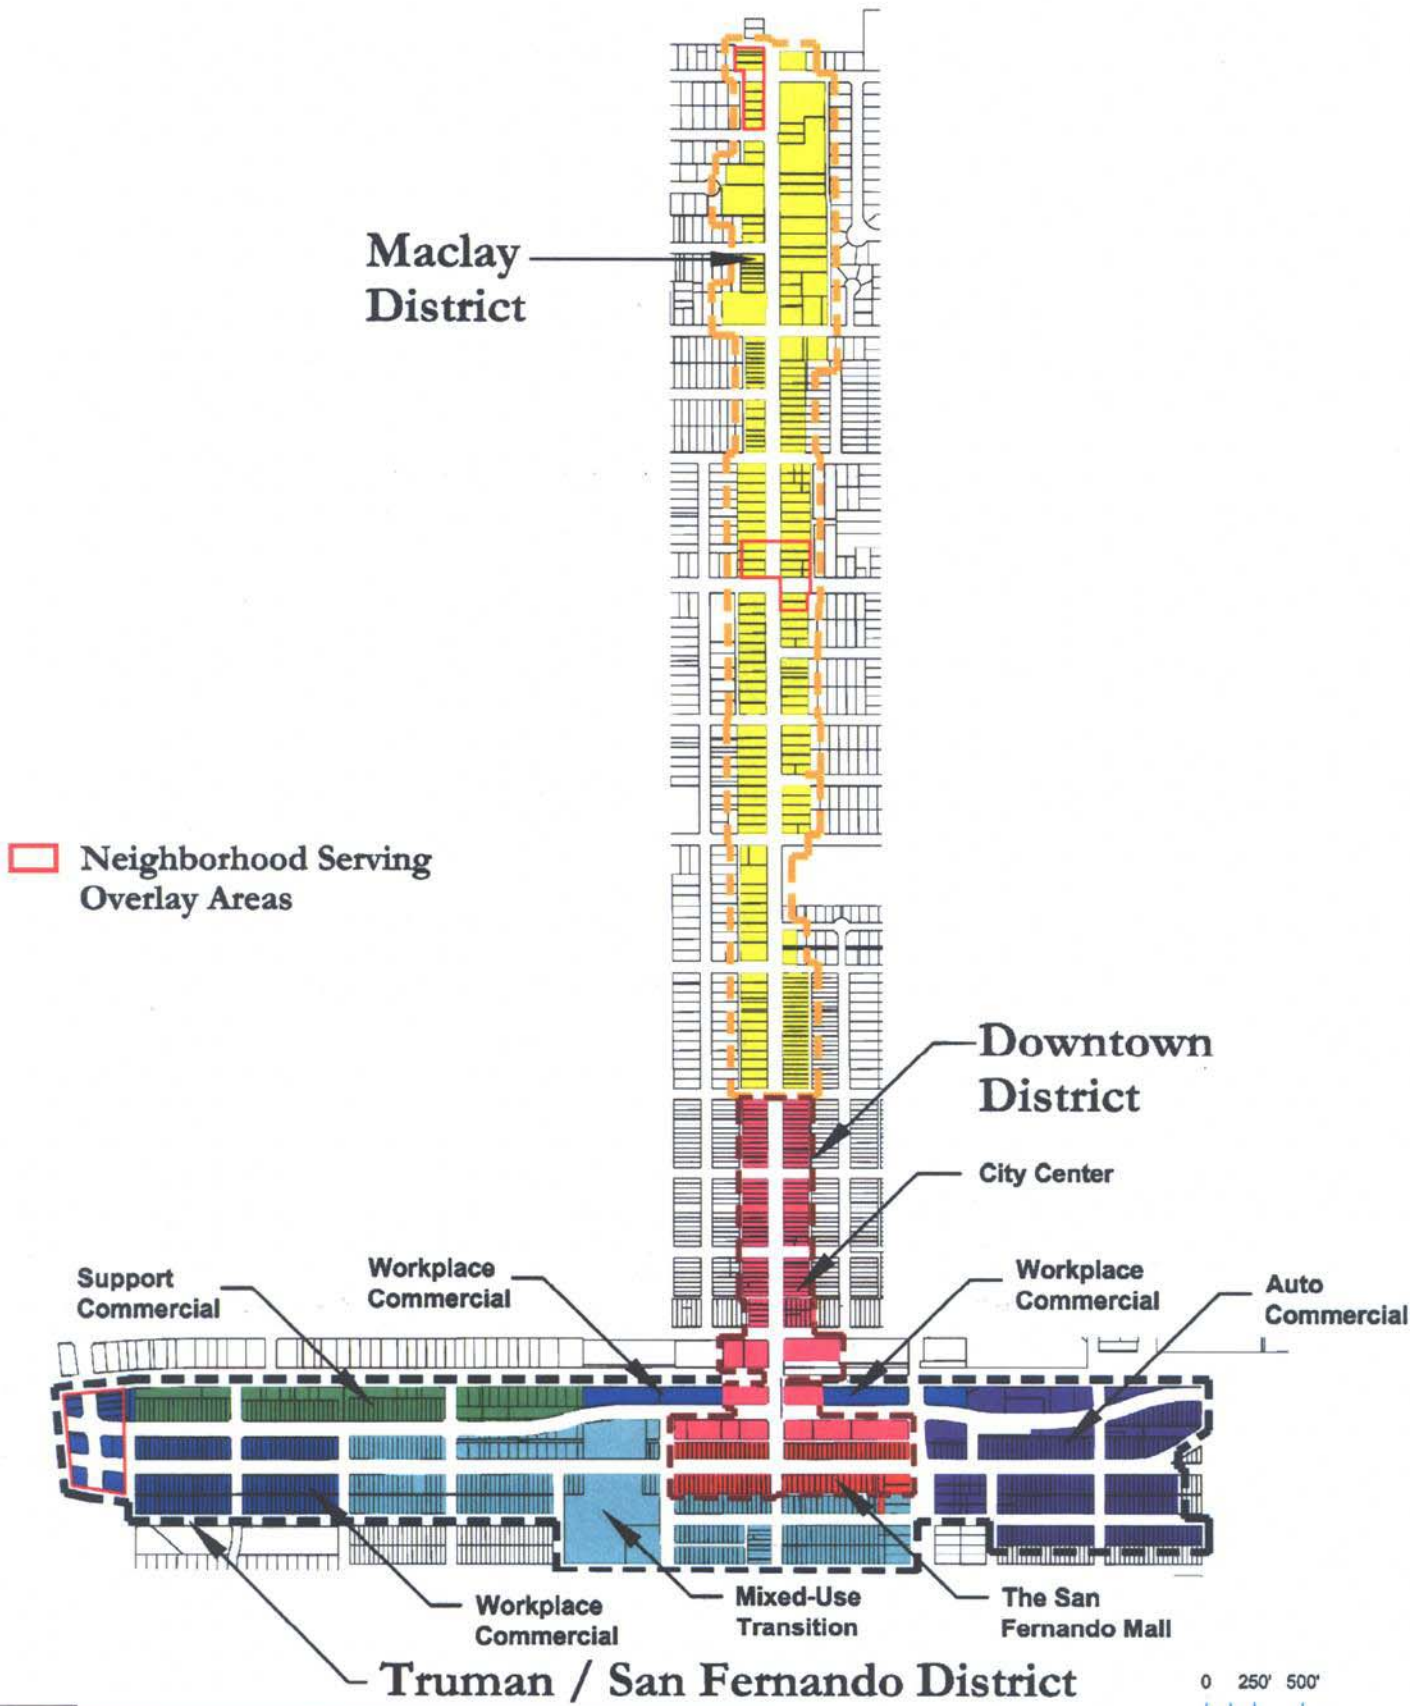 Maclay
District
Neighborhood Serving
Overlay Areas
Downtown
District
City Center
Support
Commercial
Workplace
Commercial
Workplace
Commercial
Auto
Commercial
Workplace
Commercial
Mixed-Use
Transition
The San
Fernando Mall
Truman / San Fernando District
0 250' 500'